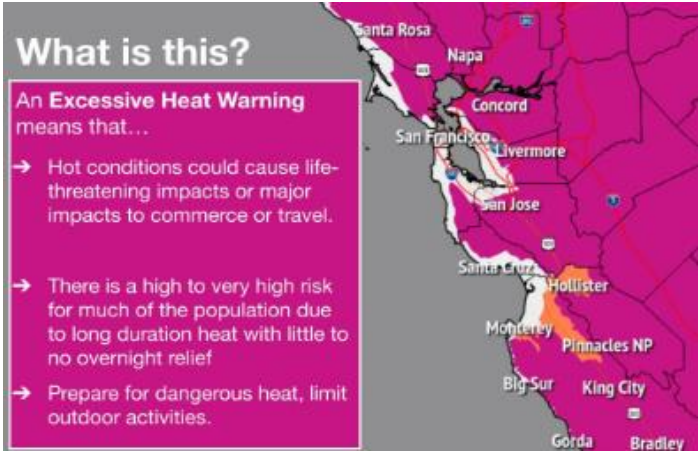 What is this?
An Excessive Heat Warning
means that...
→ Hot conditions could cause life-
threatening impacts or major
impacts to commerce or travel.
→ There is a high to very high risk
for much of the population due
to long duration heat with little to
no overnight relief
→ Prepare for dangerous heat, limit
outdoor activities.
Santa Rosa
Napa
Concord
San Francisco
Livermore
San Jose
Santa Cruz
Hollister
Monterey
Pinnacles NP
Big Sur
King City
Gorda
Bradley